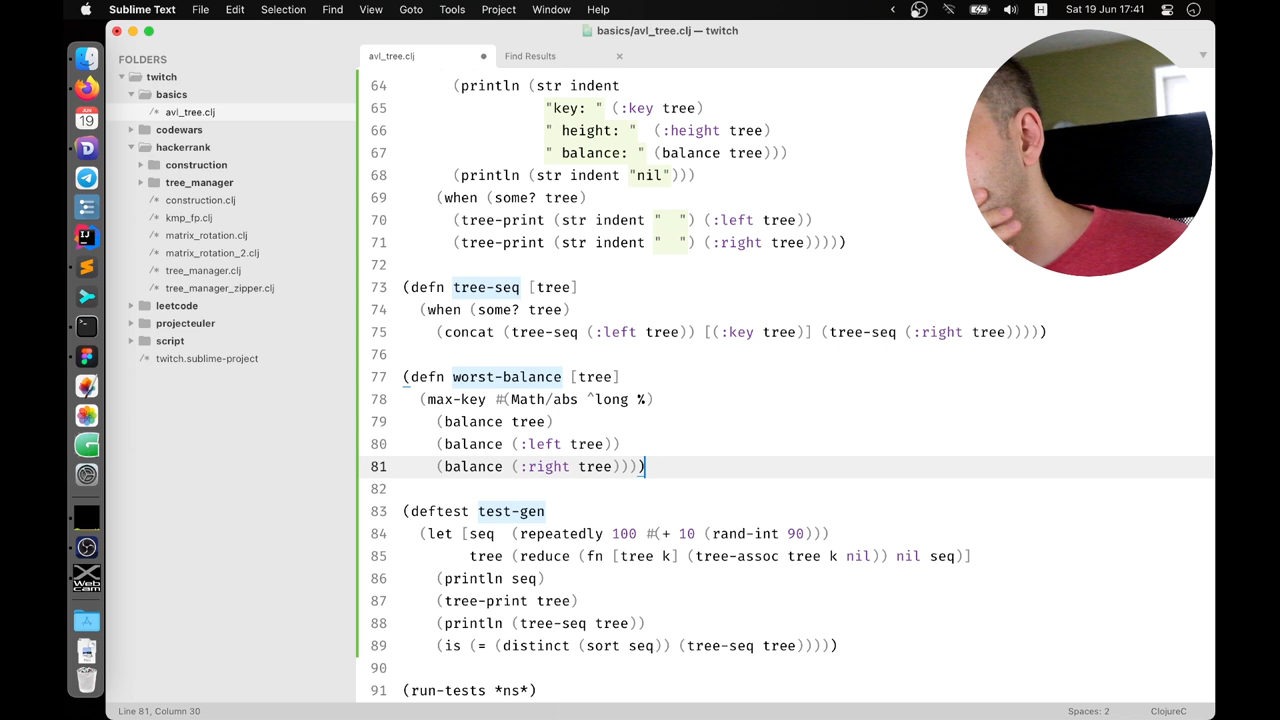 Sublime Text File Edit Selection Find View Goto Tools Project Window Help H Sat 19 Jun 17:41
basics/avl_tree.clj — twitch
FOLDERS
twitch
basics
/* avl_tree.clj
codewars
hackerrank
construction
tree_manager
/* construction.clj
/* kmp_fp.clj
/* matrix_rotation.clj
/* matrix_rotation_2.clj
/* tree_manager.clj
/* tree_manager_zipper.clj
leetcode
projecteuler
script
/* twitch.sublime-project
avl_tree.clj Find Results
64 (println (str indent
65 "key: " (:key tree)
66 " height: " (:height tree)
67 " balance: " (balance tree)))
68 (println (str indent "nil")))
69 (when (some? tree)
70 (tree-print (str indent "  ") (:left tree))
71 (tree-print (str indent "  ") (:right tree)))))
72
73 (defn tree-seq [tree]
74 (when (some? tree)
75 (concat (tree-seq (:left tree)) [(:key tree)] (tree-seq (:right tree)))))
76
77 (defn worst-balance [tree]
78 (max-key #(Math/abs ^long %)
79 (balance tree)
80 (balance (:left tree))
81 (balance (:right tree))))
82
83 (deftest test-gen
84 (let [seq (repeatedly 100 #(+ 10 (rand-int 90)))
85 tree (reduce (fn [tree k] (tree-assoc tree k nil)) nil seq)]
86 (println seq)
87 (tree-print tree)
88 (println (tree-seq tree))
89 (is (= (distinct (sort seq)) (tree-seq tree)))))
90
91 (run-tests *ns*)
Line 81, Column 30 Spaces: 2 ClojureC
JUN
19
IJ
X
Web
cam